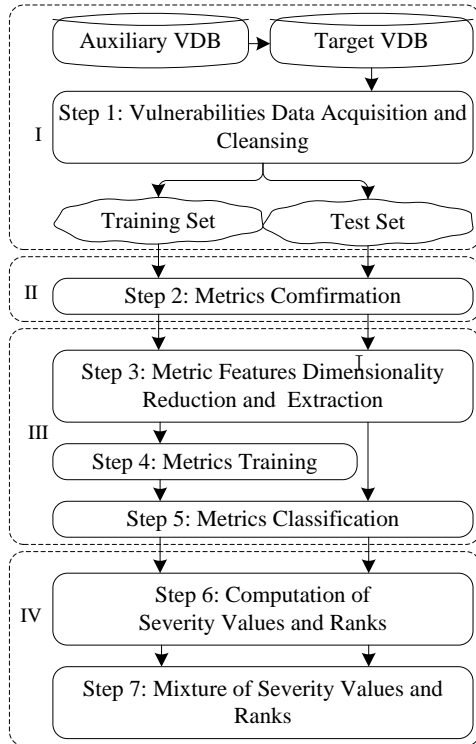 Auxiliary VDB
Target VDB
Step 1: Vulnerabilities Data Acquisition and
Cleansing
I
Training Set
Test Set
II
Step 2: Metrics Comfirmation
Step 3: Metric Features Dimensionality
Reduction and Extraction
III
Step 4: Metrics Training
Step 5: Metrics Classification
Step 6: Computation of
Severity Values and Ranks
IV
Step 7: Mixture of Severity Values and
Ranks